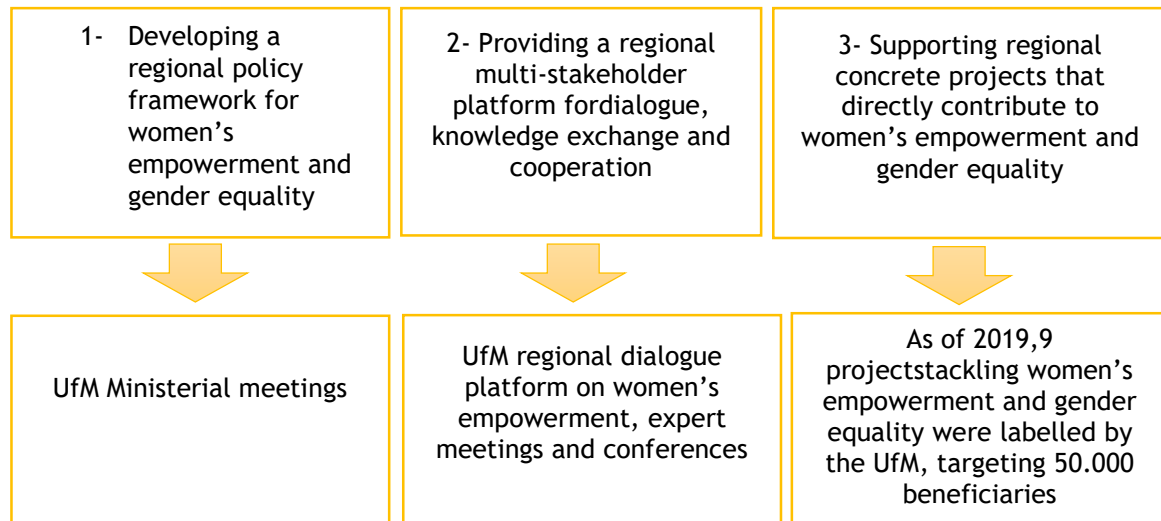 1- Developing a
regional policy
framework for
women’s
empowerment and
gender equality
2- Providing a regional
multi-stakeholder
platform fordialogue,
knowledge exchange and
cooperation
3- Supporting regional
concrete projects that
directly contribute to
women’s empowerment and
gender equality
UfM Ministerial meetings
UfM regional dialogue
platform on women’s
empowerment, expert
meetings and conferences
As of 2019,9
projectstackling women’s
empowerment and gender
equality were labelled by
the UfM, targeting 50.000
beneficiaries